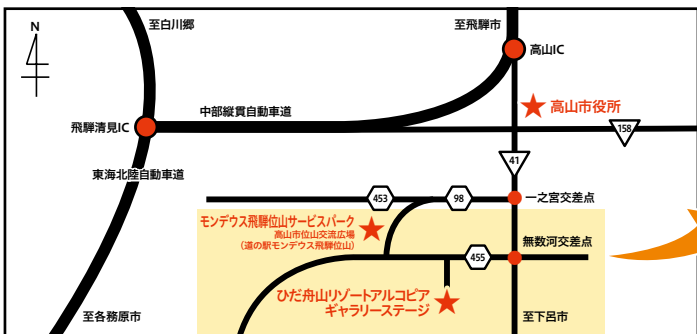 N
至白川郷
至飛騨市
高山IC
中部縦貫自動車道
高山市役所
飛騨清見IC
158
東海北陸自動車道
41
453
98
一之宮交差点
モンデウス飛騨位山サービスパーク
高山市位山交流広場
(道の駅モンデウス飛騨位山)
無数河交差点
455
ひだ舟山リゾートアルコピア
ギャラリーステージ
至各務原市
至下呂市